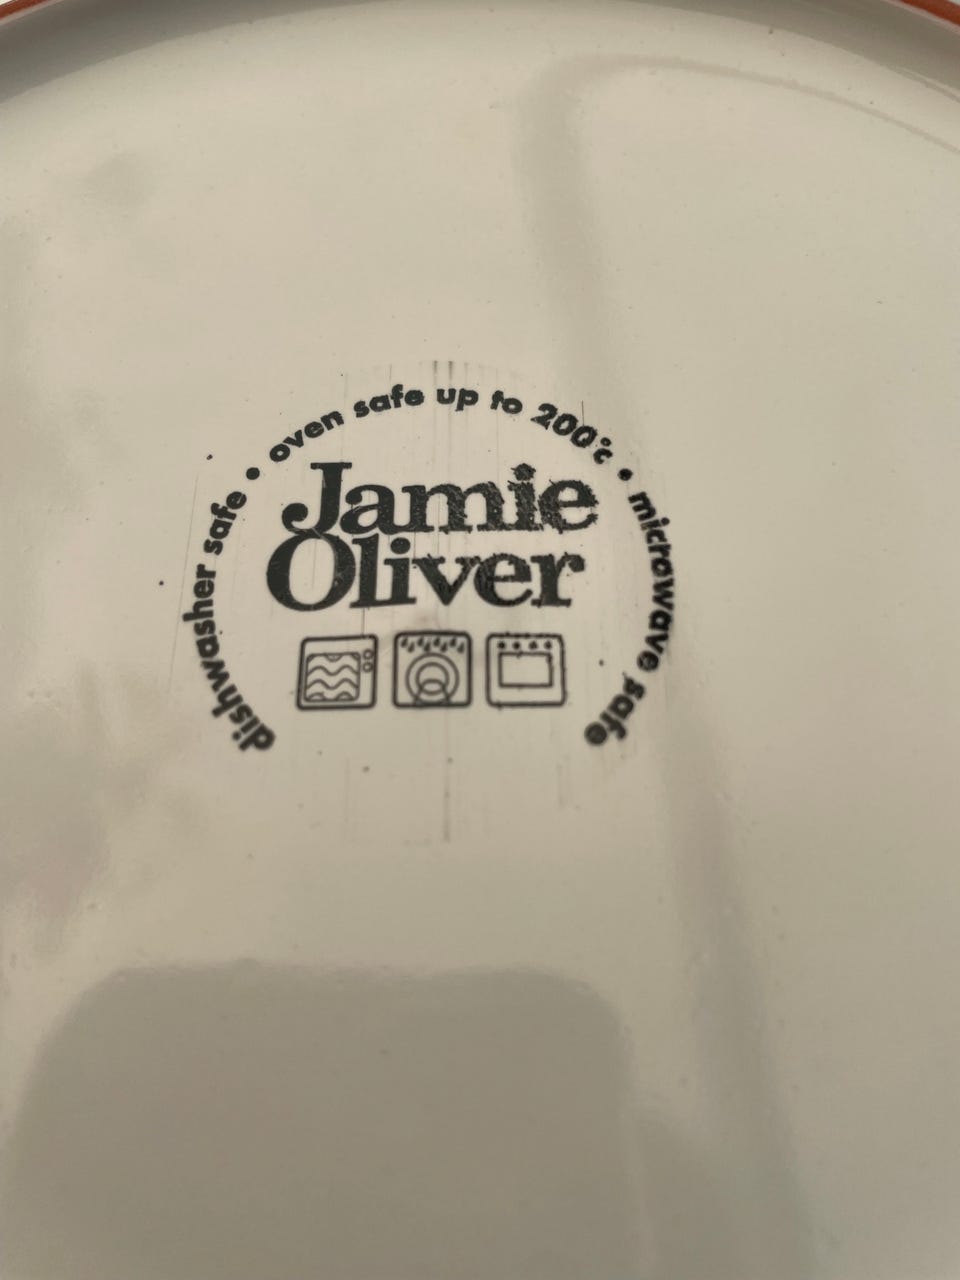 dishwasher safe • oven safe up to 200°c • microwave safe
Jamie
Oliver